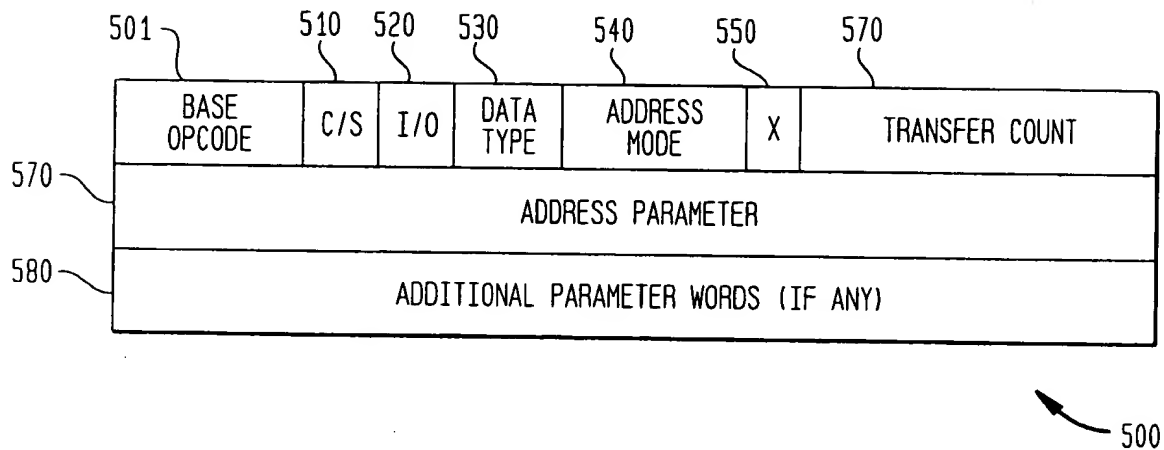 501 510 520 530 540 550 570
BASE OPCODE C/S I/O DATA TYPE ADDRESS MODE X TRANSFER COUNT
570 ADDRESS PARAMETER
580 ADDITIONAL PARAMETER WORDS (IF ANY)
500